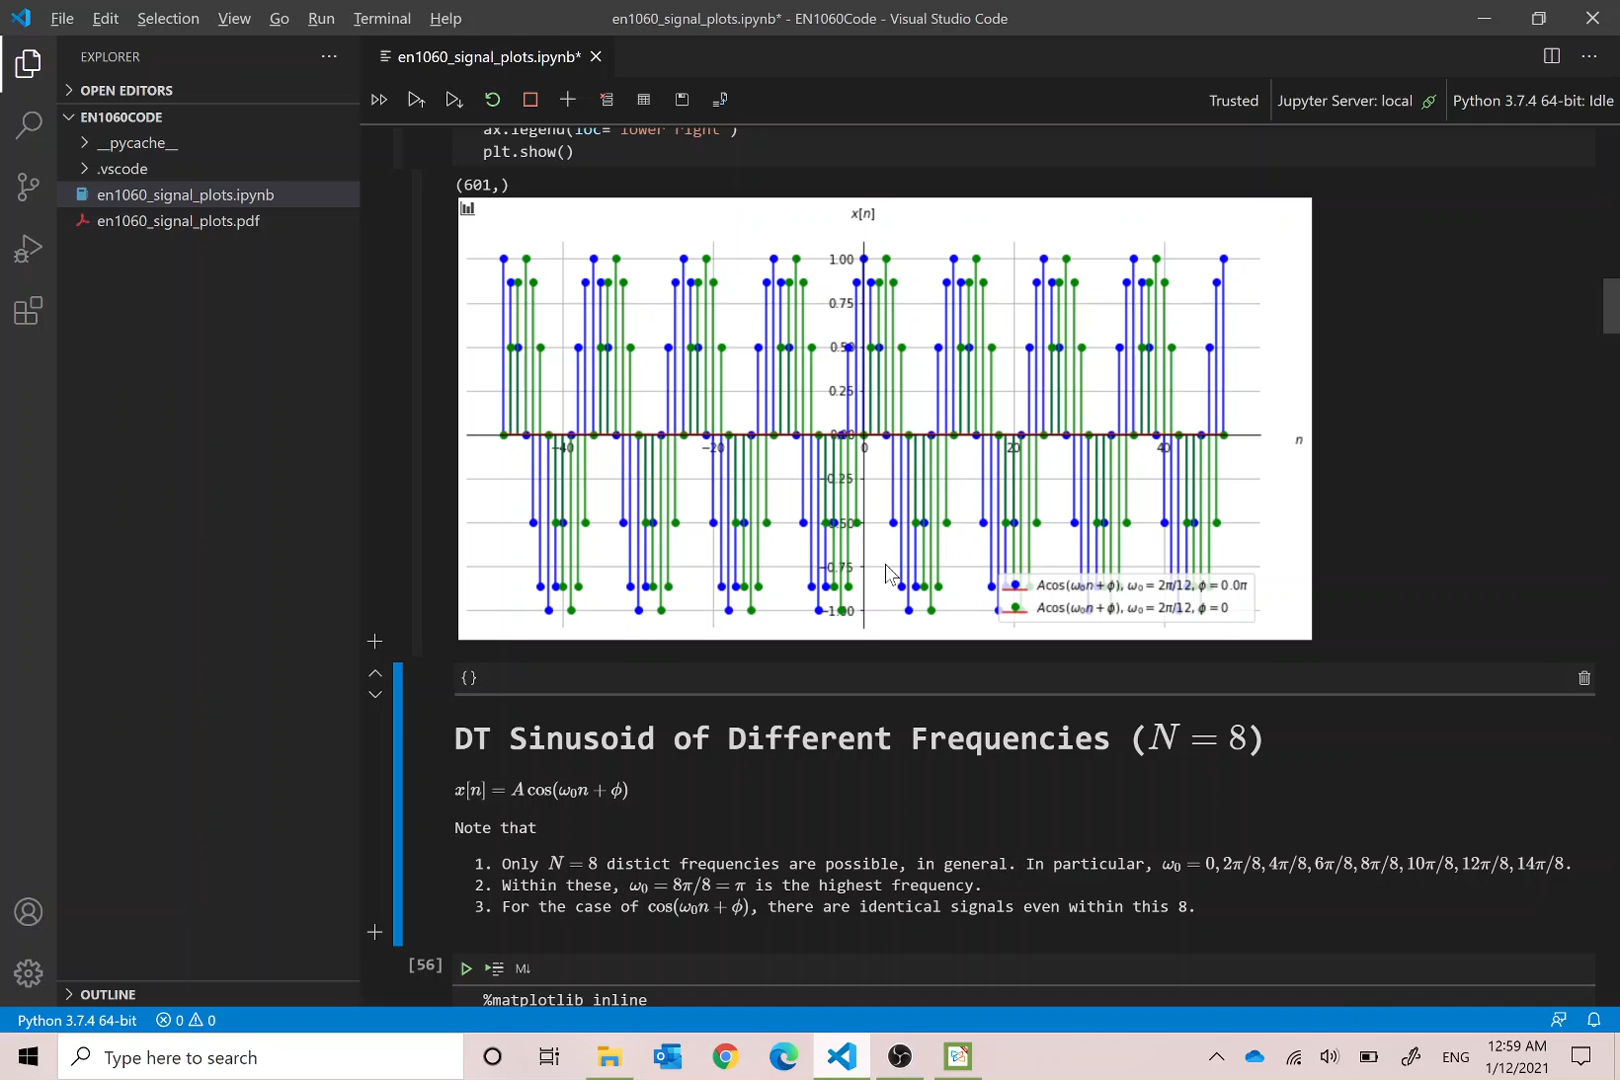 File Edit Selection View Go Run Terminal Help
en1060_signal_plots.ipynb* - EN1060Code - Visual Studio Code
EXPLORER
en1060_signal_plots.ipynb*
OPEN EDITORS
EN1060CODE
__pycache__
.vscode
en1060_signal_plots.ipynb
en1060_signal_plots.pdf
Trusted
Jupyter Server: local
Python 3.7.4 64-bit: Idle
ax.legend(loc='lower right')
plt.show()
(601,)
x[n]
1.00
0.75
0.50
0.25
0.00
−40 −20 0 20 40
n
−0.25
−0.50
−0.75
−1.00
Acos(ω₀n + ϕ), ω₀ = 2π/12, ϕ = 0.0π
Acos(ω₀n + ϕ), ω₀ = 2π/12, ϕ = 0
{}
DT Sinusoid of Different Frequencies (N = 8)
x[n] = A cos(ω₀n + ϕ)
Note that
1. Only N = 8 distict frequencies are possible, in general. In particular, ω₀ = 0, 2π/8, 4π/8, 6π/8, 8π/8, 10π/8, 12π/8, 14π/8.
2. Within these, ω₀ = 8π/8 = π is the highest frequency.
3. For the case of cos(ω₀n + ϕ), there are identical signals even within this 8.
[56]
M↓
%matplotlib inline
OUTLINE
Python 3.7.4 64-bit 0 0
Type here to search
ENG
12:59 AM
1/12/2021